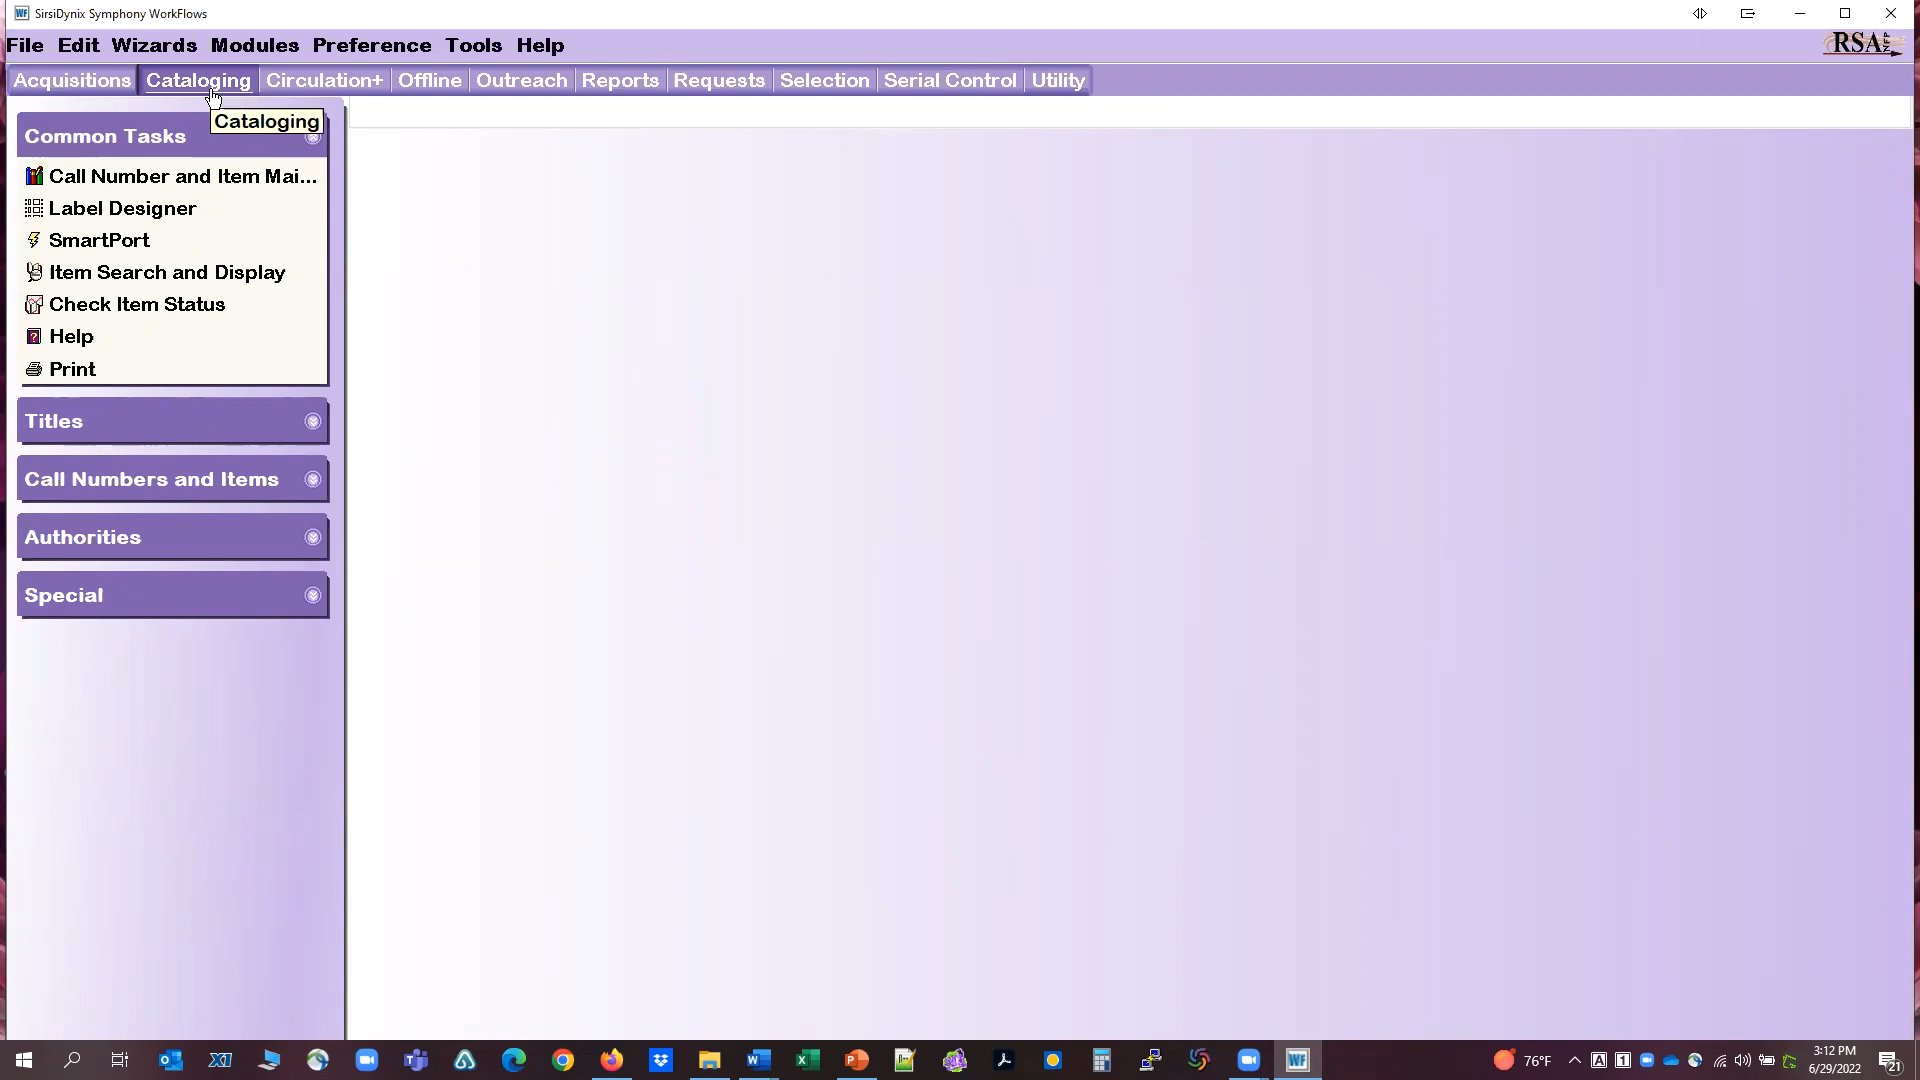 SirsiDynix Symphony WorkFlows
File Edit Wizards Modules Preference Tools Help
RSA NFP
Acquisitions Cataloging Circulation+ Offline Outreach Reports Requests Selection Serial Control Utility
Cataloging
Common Tasks
Call Number and Item Mai...
Label Designer
SmartPort
Item Search and Display
Check Item Status
Help
Print
Titles
Call Numbers and Items
Authorities
Special
76°F
3:12 PM
6/29/2022
21